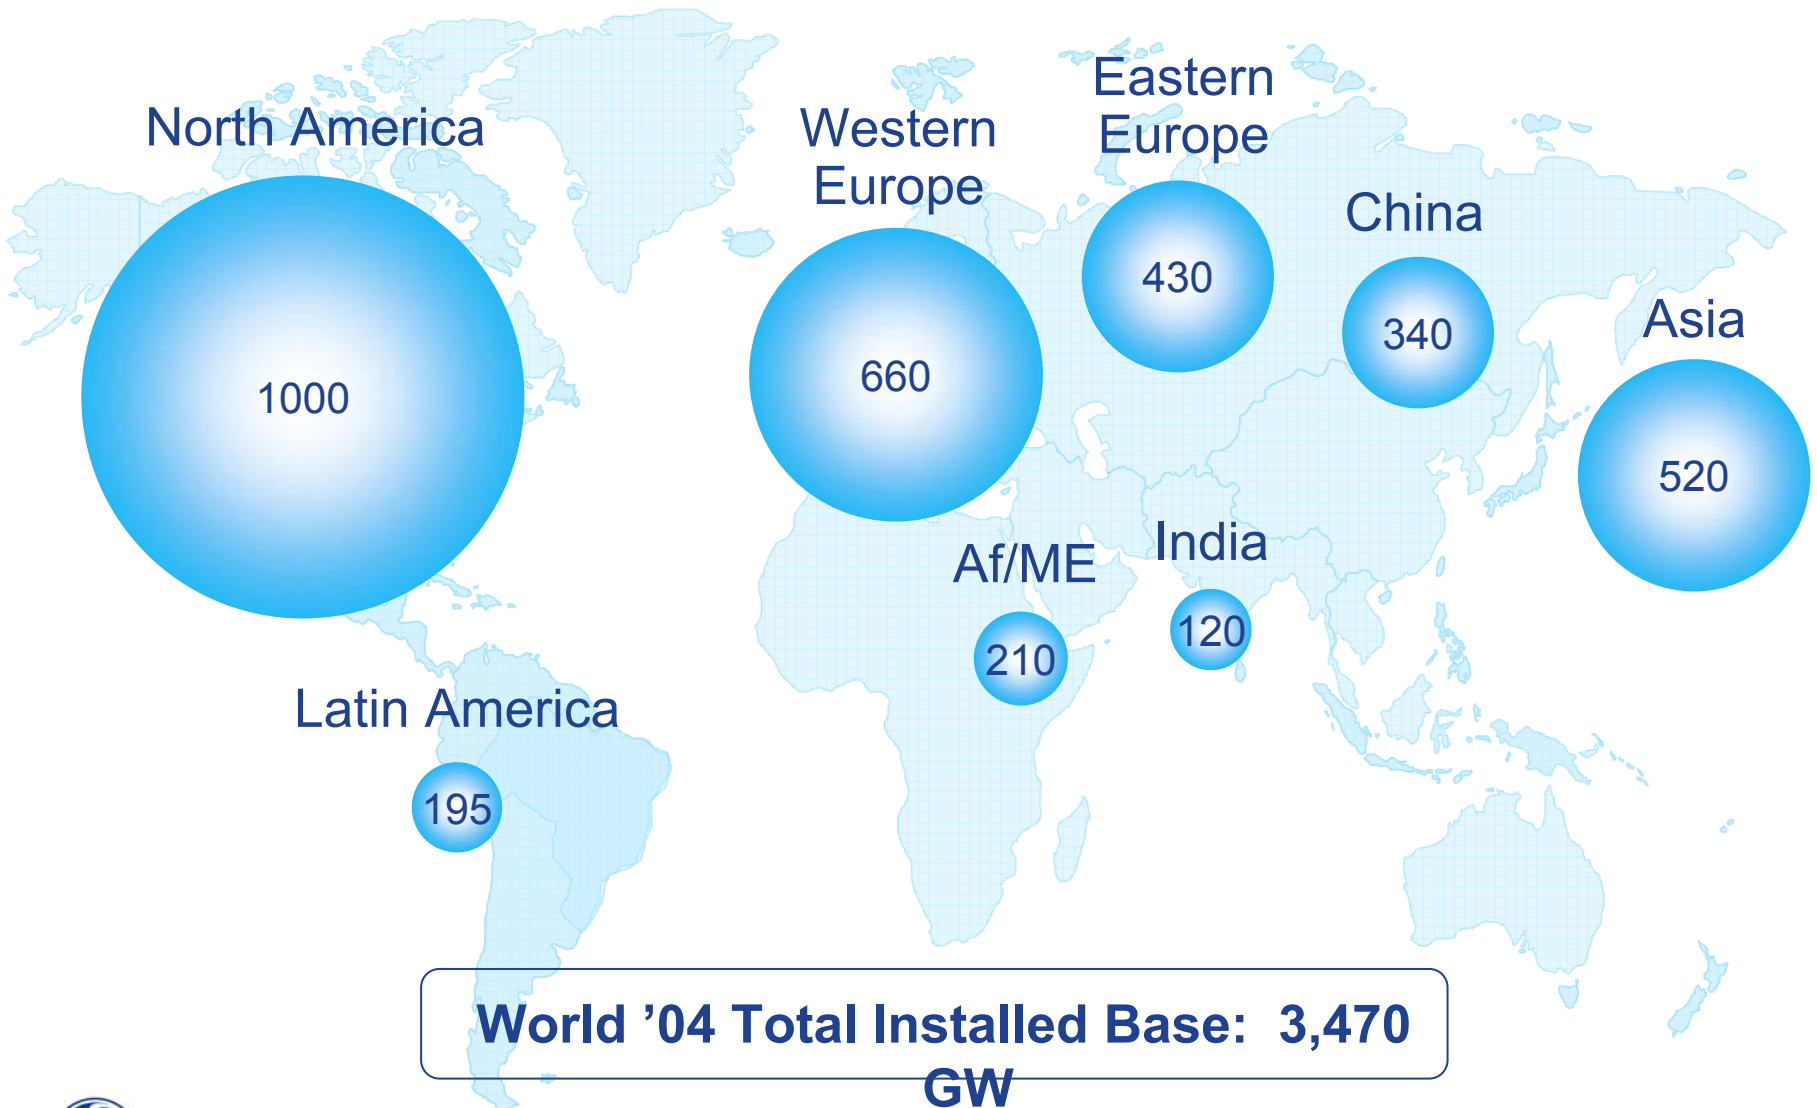 North America
1000
Western
Europe
660
Eastern
Europe
430
China
340
Asia
520
Af/ME
210
India
120
Latin America
195
World ’04 Total Installed Base:  3,470
GW